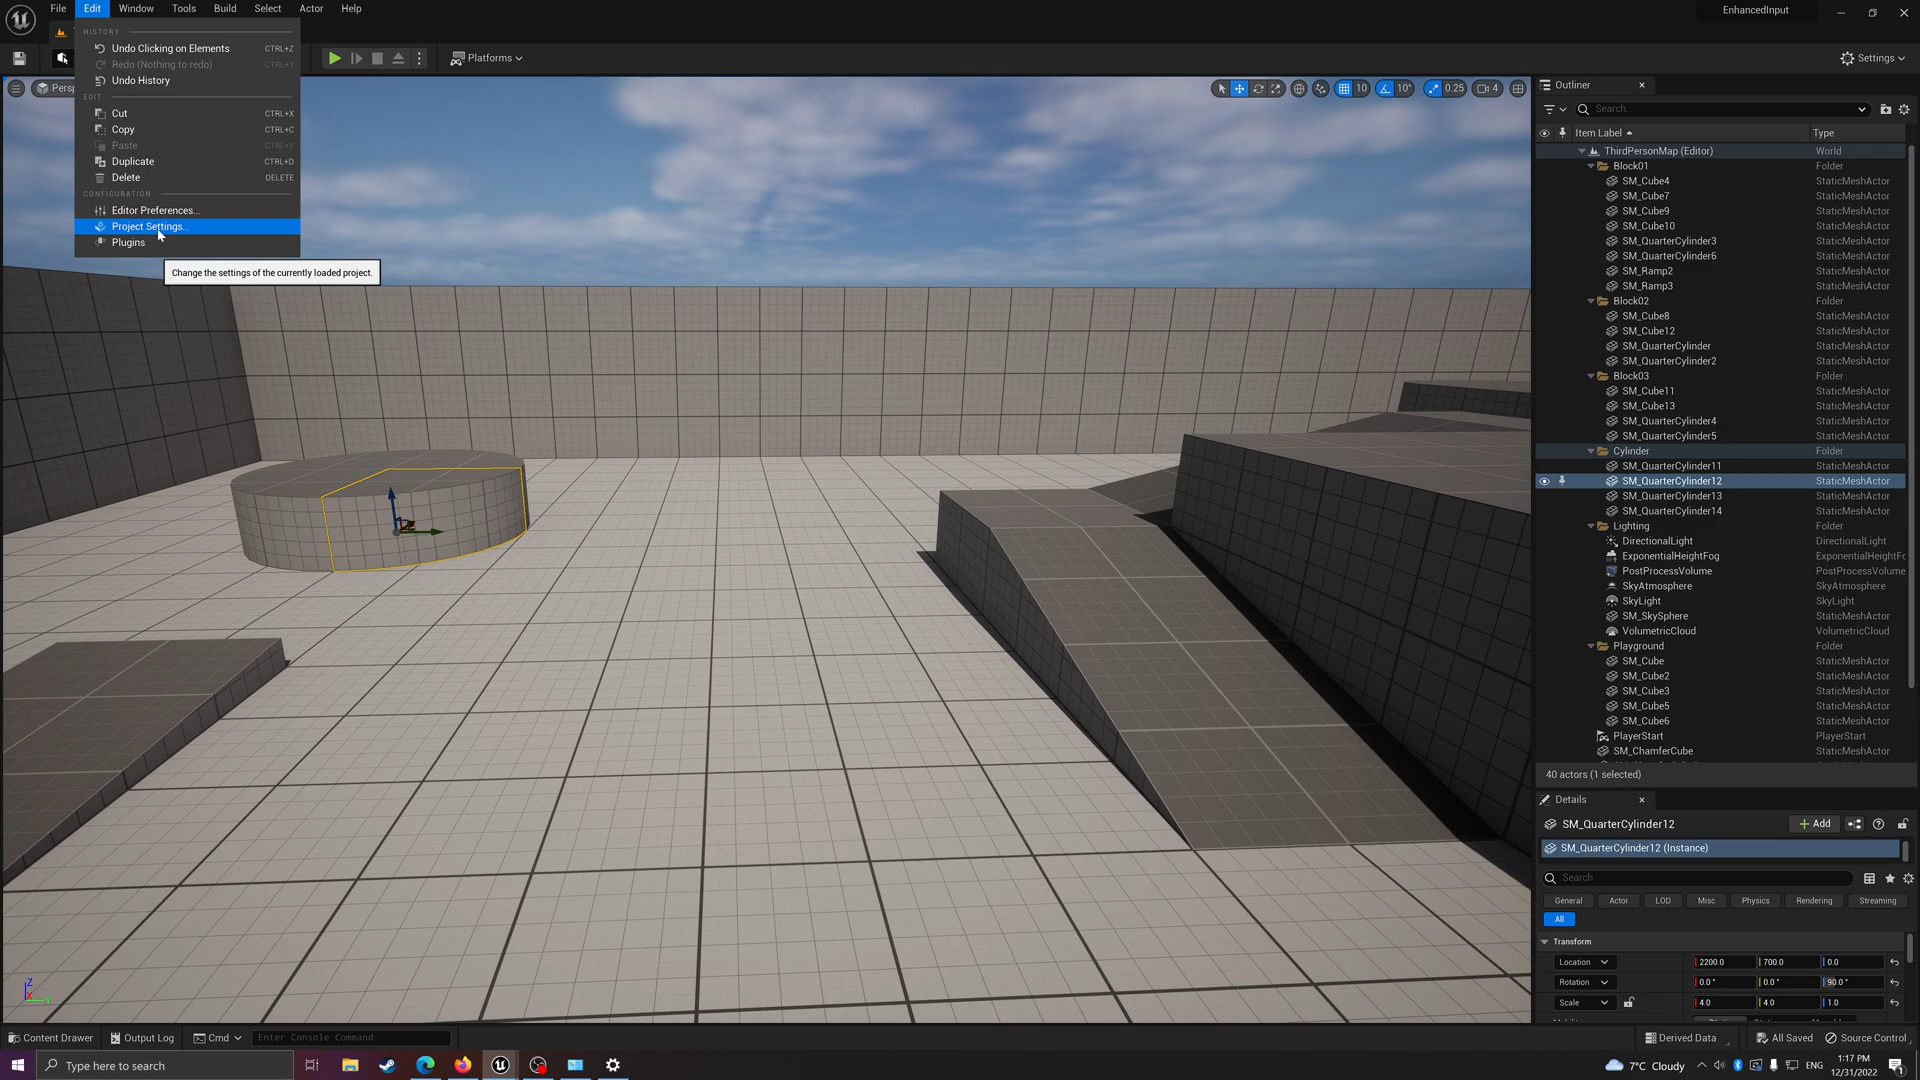 File Edit Window Tools Build Select Actor Help
EnhancedInput
HISTORY
Undo Clicking on Elements CTRL+Z
Redo (Nothing to redo) CTRL+Y
Undo History
EDIT
Cut CTRL+X
Copy CTRL+C
Paste CTRL+V
Duplicate CTRL+D
Delete DELETE
CONFIGURATION
Editor Preferences...
Project Settings...
Plugins
Change the settings of the currently loaded project.
Platforms
Settings
10 10° 0.25 4
Outliner
Search...
Item Label Type
ThirdPersonMap (Editor) World
Block01 Folder
SM_Cube4 StaticMeshActor
SM_Cube7 StaticMeshActor
SM_Cube9 StaticMeshActor
SM_Cube10 StaticMeshActor
SM_QuarterCylinder3 StaticMeshActor
SM_QuarterCylinder6 StaticMeshActor
SM_Ramp2 StaticMeshActor
SM_Ramp3 StaticMeshActor
Block02 Folder
SM_Cube8 StaticMeshActor
SM_Cube12 StaticMeshActor
SM_QuarterCylinder StaticMeshActor
SM_QuarterCylinder2 StaticMeshActor
Block03 Folder
SM_Cube11 StaticMeshActor
SM_Cube13 StaticMeshActor
SM_QuarterCylinder4 StaticMeshActor
SM_QuarterCylinder5 StaticMeshActor
Cylinder Folder
SM_QuarterCylinder11 StaticMeshActor
SM_QuarterCylinder12 StaticMeshActor
SM_QuarterCylinder13 StaticMeshActor
SM_QuarterCylinder14 StaticMeshActor
Lighting Folder
DirectionalLight DirectionalLight
ExponentialHeightFog ExponentialHeightFo
PostProcessVolume PostProcessVolume
SkyAtmosphere SkyAtmosphere
SkyLight SkyLight
SM_SkySphere StaticMeshActor
VolumetricCloud VolumetricCloud
Playground Folder
SM_Cube StaticMeshActor
SM_Cube2 StaticMeshActor
SM_Cube3 StaticMeshActor
SM_Cube5 StaticMeshActor
SM_Cube6 StaticMeshActor
PlayerStart PlayerStart
SM_ChamferCube StaticMeshActor
40 actors (1 selected)
Details
SM_QuarterCylinder12 Add
SM_QuarterCylinder12 (Instance)
Search
General Actor LOD Misc Physics Rendering Streaming
All
Transform
Location 2200.0 700.0 0.0
Rotation 0.0° 0.0° 90.0°
Scale 4.0 4.0 1.0
Z
X
Y
Content Drawer Output Log Cmd Enter Console Command
Derived Data All Saved Source Control
Type here to search
7°C Cloudy
ENG
1:17 PM
12/31/2022